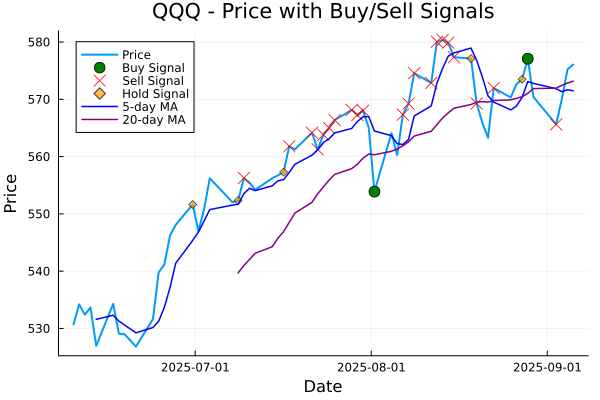 QQQ - Price with Buy/Sell Signals
Price
Buy Signal
Sell Signal
Hold Signal
5-day MA
20-day MA
580
570
560
550
540
530
Price
2025-07-01
2025-08-01
2025-09-01
Date